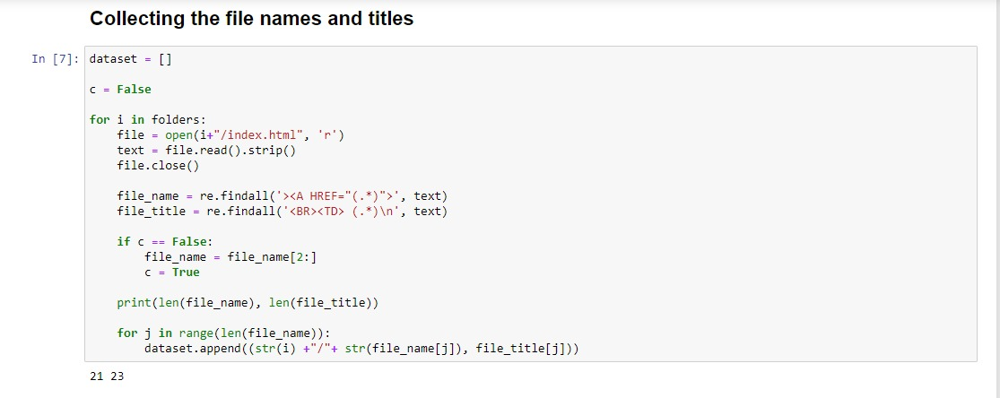 Collecting the file names and titles
In [7]: dataset = []
c = False
for i in folders:
    file = open(i+"/index.html", 'r')
    text = file.read().strip()
    file.close()
    file_name = re.findall('><A HREF="(.*)">', text)
    file_title = re.findall('<BR><TD> (.*)\n', text)
    if c == False:
        file_name = file_name[2:]
        c = True
    print(len(file_name), len(file_title))
    for j in range(len(file_name)):
        dataset.append((str(i) +"/"+ str(file_name[j]), file_title[j]))
21 23